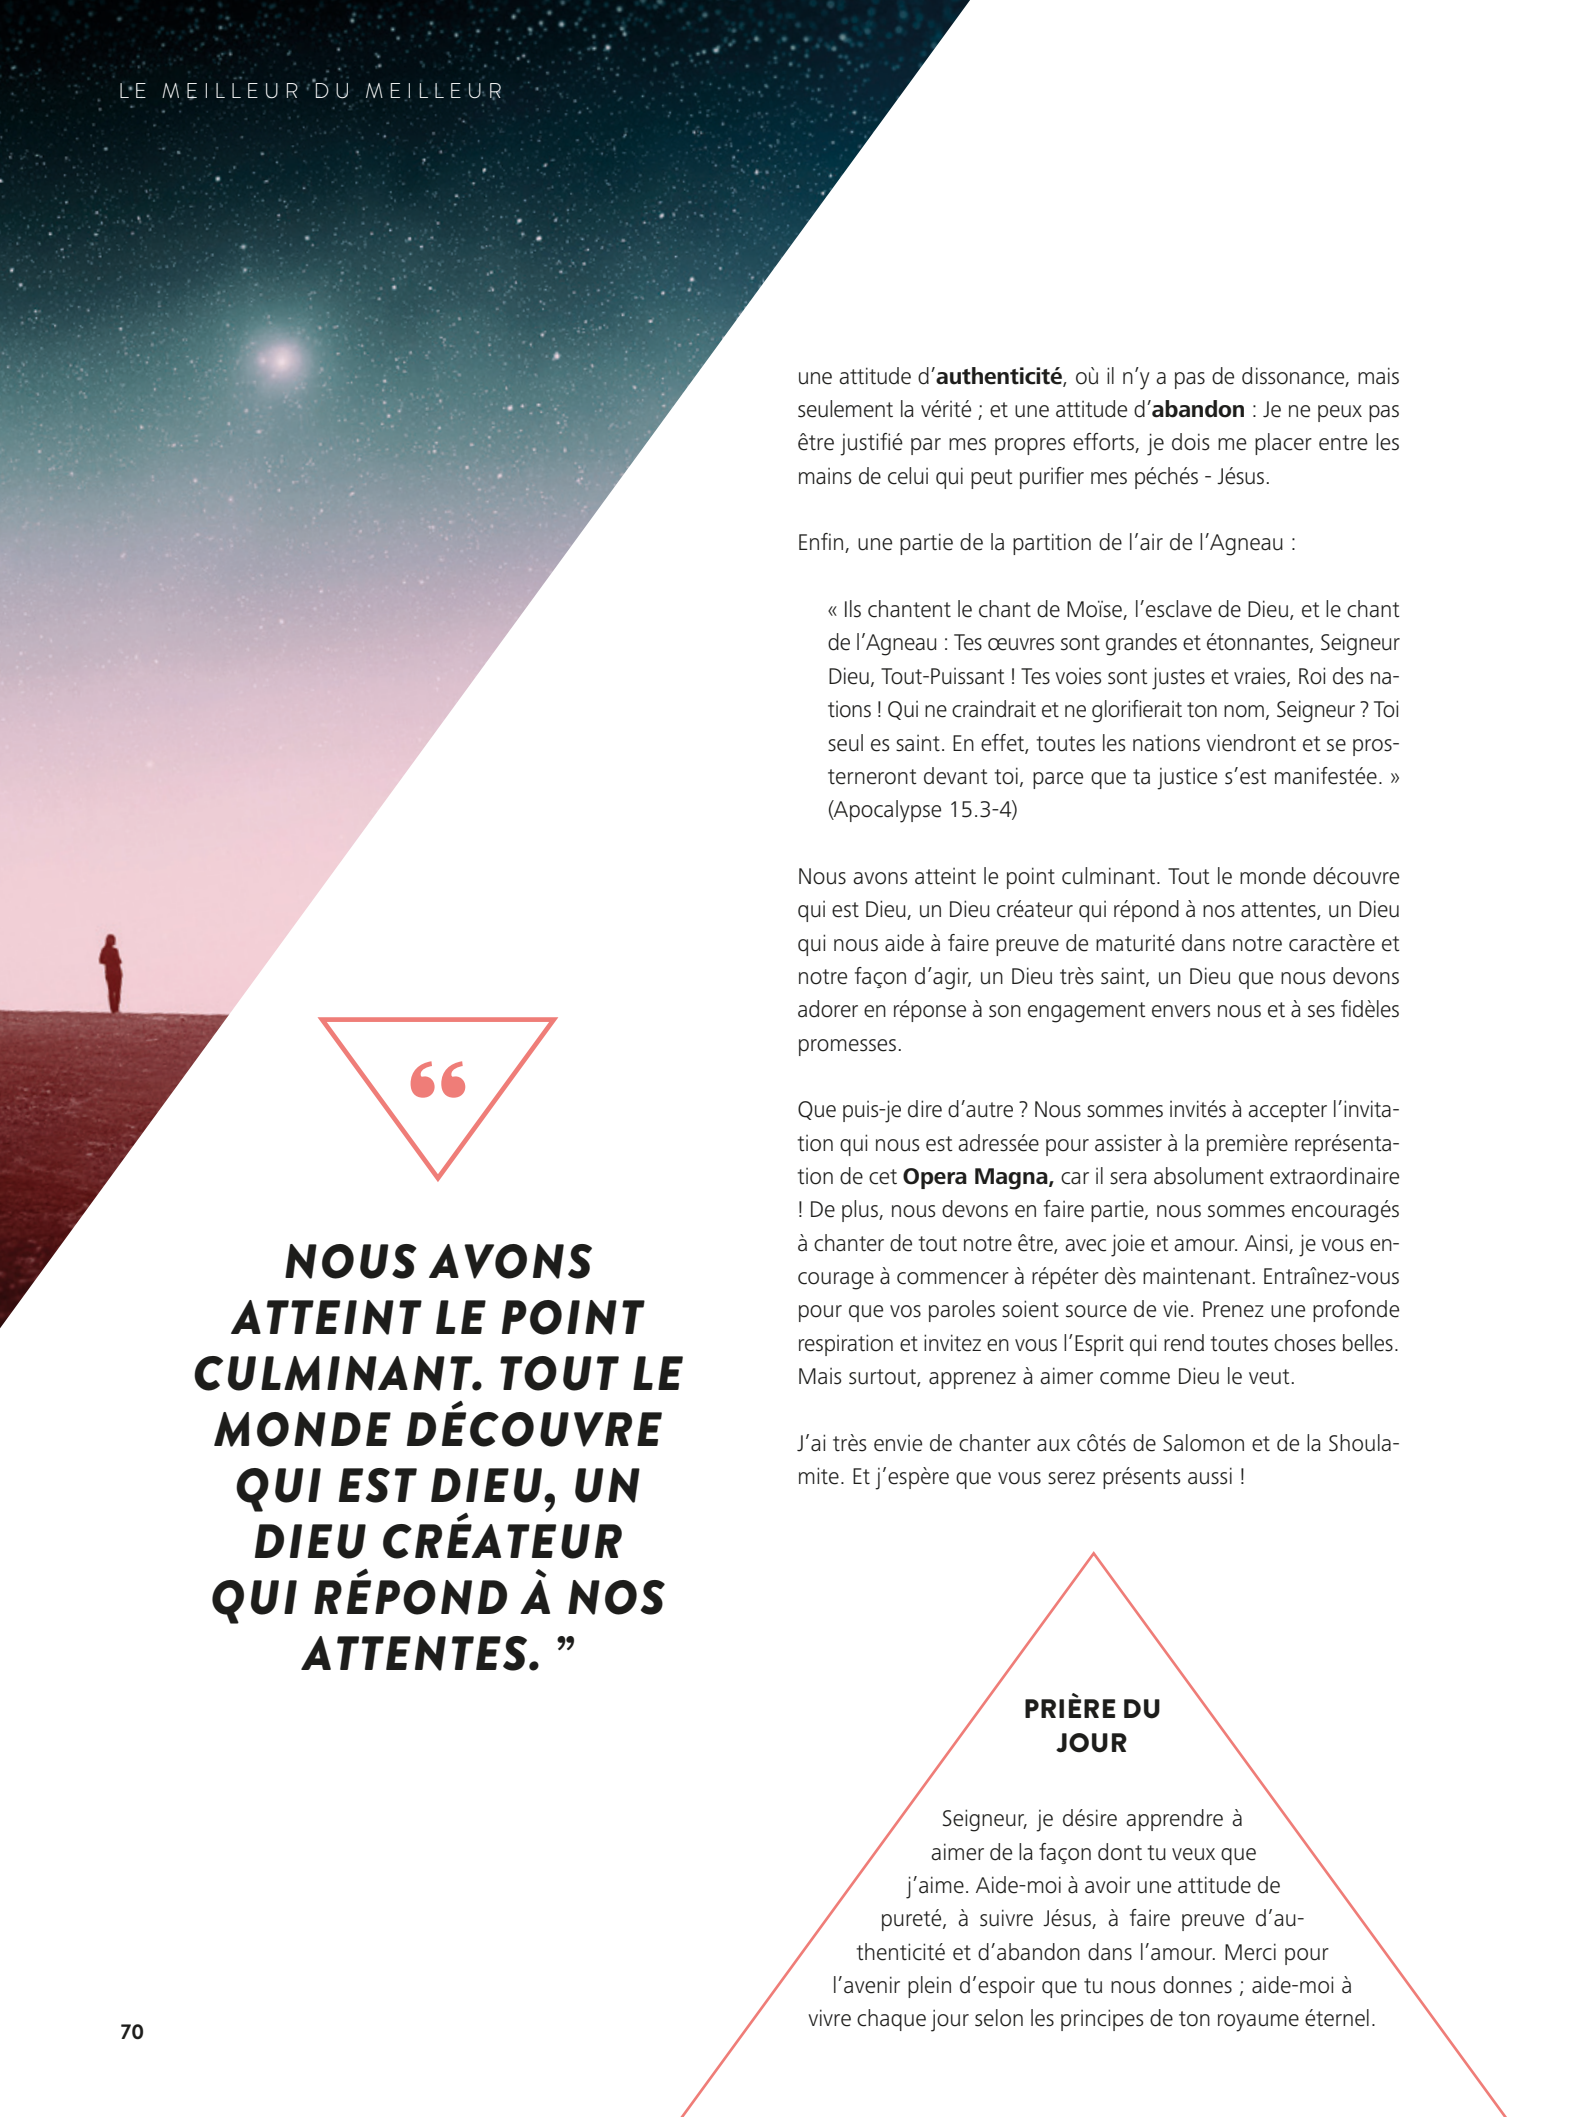 LE MEILLEUR DU MEILLEUR
une attitude d’authenticité, où il n’y a pas de dissonance, mais
seulement la vérité ; et une attitude d’abandon : Je ne peux pas
être justifié par mes propres efforts, je dois me placer entre les
mains de celui qui peut purifier mes péchés - Jésus.
Enfin, une partie de la partition de l’air de l’Agneau :
« Ils chantent le chant de Moïse, l’esclave de Dieu, et le chant
de l’Agneau : Tes œuvres sont grandes et étonnantes, Seigneur
Dieu, Tout-Puissant ! Tes voies sont justes et vraies, Roi des na-
tions ! Qui ne craindrait et ne glorifierait ton nom, Seigneur ? Toi
seul es saint. En effet, toutes les nations viendront et se pros-
terneront devant toi, parce que ta justice s’est manifestée. »
(Apocalypse 15.3-4)
Nous avons atteint le point culminant. Tout le monde découvre
qui est Dieu, un Dieu créateur qui répond à nos attentes, un Dieu
qui nous aide à faire preuve de maturité dans notre caractère et
notre façon d’agir, un Dieu très saint, un Dieu que nous devons
adorer en réponse à son engagement envers nous et à ses fidèles
promesses.
Que puis-je dire d’autre ? Nous sommes invités à accepter l’invita-
tion qui nous est adressée pour assister à la première représenta-
tion de cet Opera Magna, car il sera absolument extraordinaire
! De plus, nous devons en faire partie, nous sommes encouragés
à chanter de tout notre être, avec joie et amour. Ainsi, je vous en-
courage à commencer à répéter dès maintenant. Entraînez-vous
pour que vos paroles soient source de vie. Prenez une profonde
respiration et invitez en vous l’Esprit qui rend toutes choses belles.
Mais surtout, apprenez à aimer comme Dieu le veut.
J’ai très envie de chanter aux côtés de Salomon et de la Shoula-
mite. Et j’espère que vous serez présents aussi !
“
NOUS AVONS
ATTEINT LE POINT
CULMINANT. TOUT LE
MONDE DÉCOUVRE
QUI EST DIEU, UN
DIEU CRÉATEUR
QUI RÉPOND À NOS
ATTENTES. ”
PRIÈRE DU
JOUR
Seigneur, je désire apprendre à
aimer de la façon dont tu veux que
j’aime. Aide-moi à avoir une attitude de
pureté, à suivre Jésus, à faire preuve d’au-
thenticité et d’abandon dans l’amour. Merci pour
l’avenir plein d’espoir que tu nous donnes ; aide-moi à
vivre chaque jour selon les principes de ton royaume éternel.
70